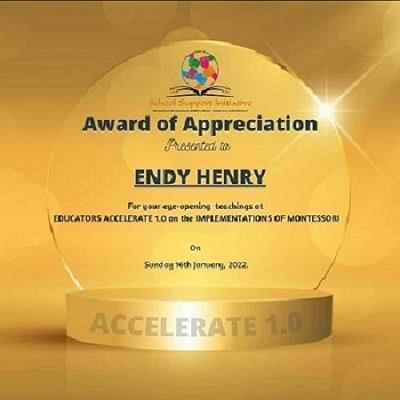 School Support Initiative
Award of Appreciation
Presented to
ENDY HENRY
For your eye-opening teachings at
EDUCATORS ACCELERATE 1.0 on the IMPLEMENTATIONS OF MONTESSORI
On
Sunday 16th January, 2022.
ACCELERATE 1.0